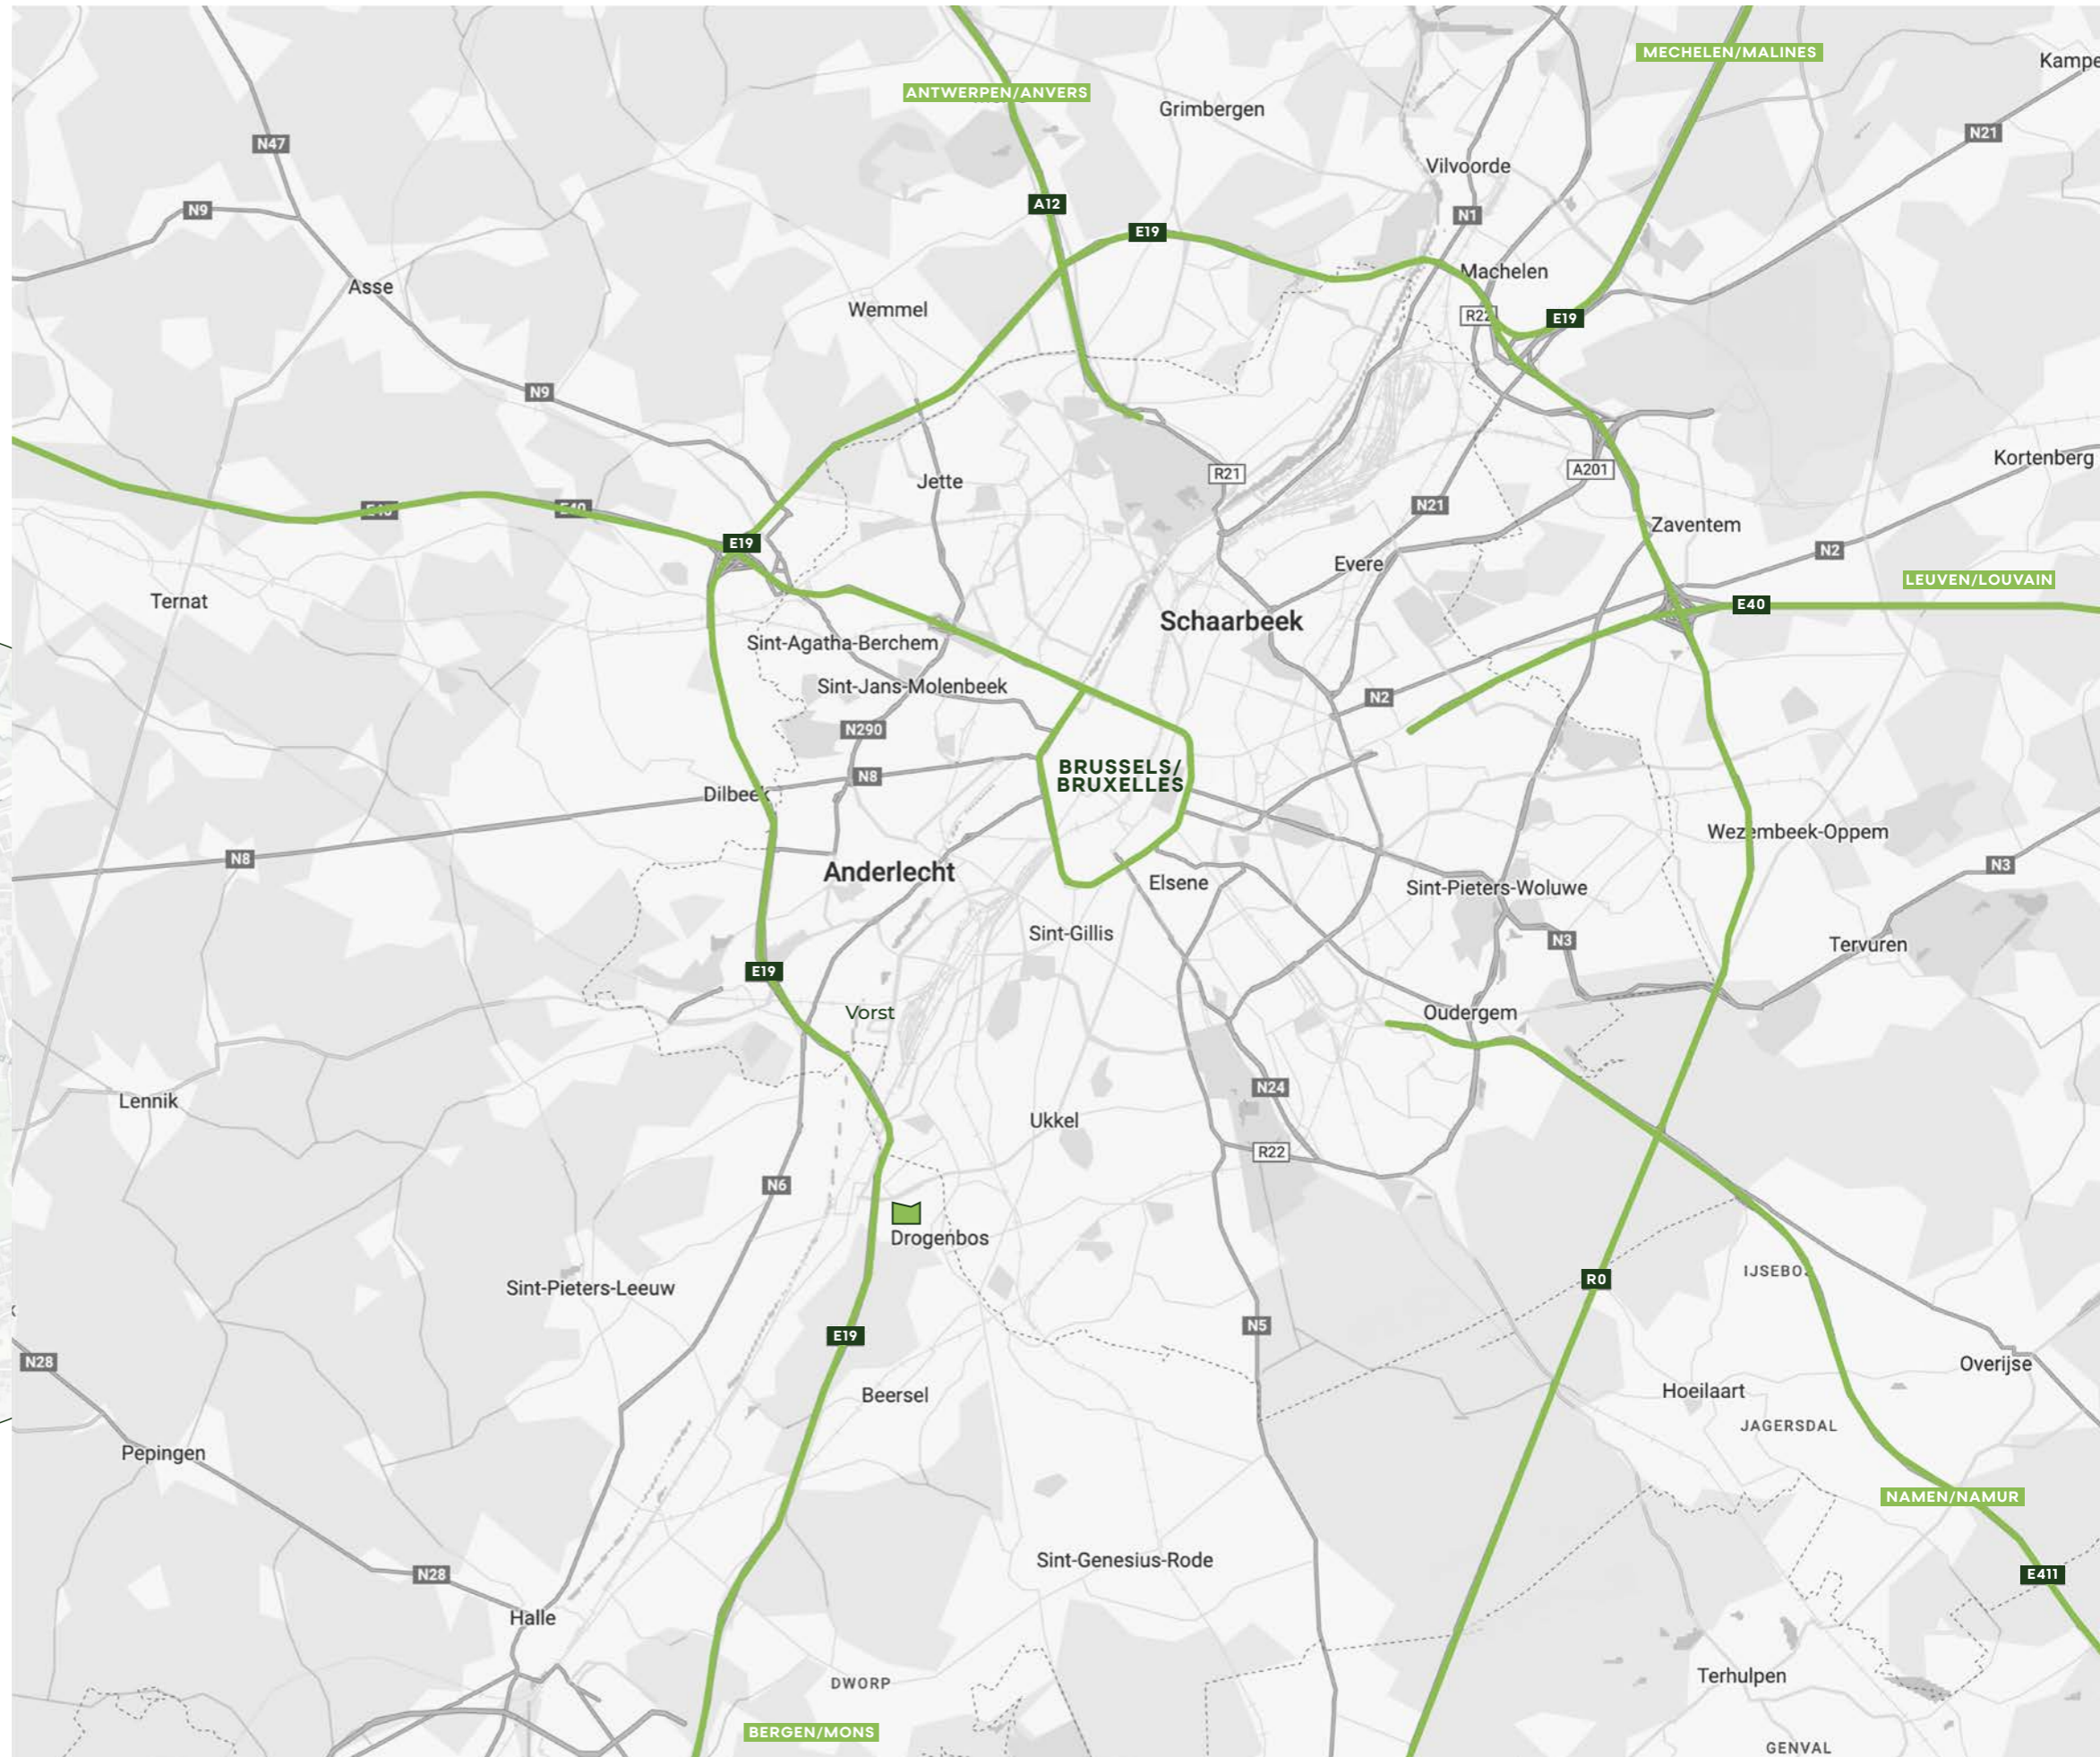 MECHELEN/MALINES
Kampe
ANTWERPEN/ANVERS
Grimbergen
N21
N47
Vilvoorde
A12
N9
N1
E19
Machelen
Asse
Wemmel
R22
E19
N9
Kortenberg
A201
R21
Jette
N21
E40
E40
Zaventem
E19
N2
Evere
LEUVEN/LOUVAIN
Ternat
E40
Schaarbeek
Sint-Agatha-Berchem
Sint-Jans-Molenbeek
N2
N290
BRUSSELS/
BRUXELLES
N8
Dilbeek
Wezembeek-Oppem
N8
N3
Anderlecht
Elsene
Sint-Pieters-Woluwe
Sint-Gillis
N3
Tervuren
E19
Vorst
Oudergem
N24
Lennik
Ukkel
R22
N6
Drogenbos
IJSEBO
R0
Sint-Pieters-Leeuw
N5
E19
N28
Overijse
Hoeilaart
Beersel
JAGERSDAL
Pepingen
NAMEN/NAMUR
Sint-Genesius-Rode
N28
E411
Halle
Terhulpen
DWORP
BERGEN/MONS
GENVAL